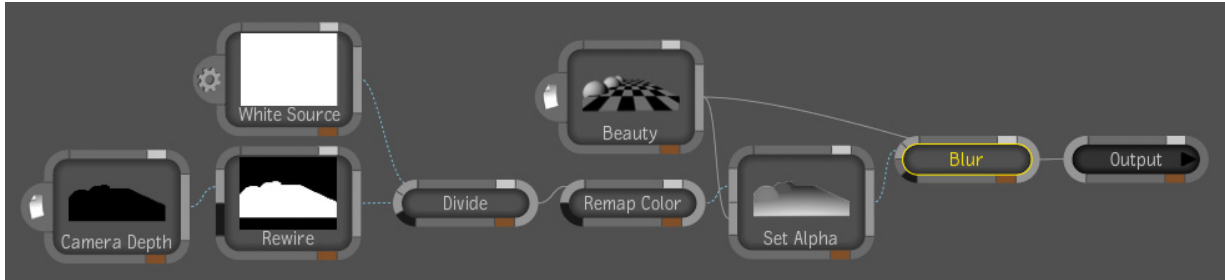 White Source
Beauty
Blur
Output
Camera Depth
Rewire
Divide
Remap Color
Set Alpha